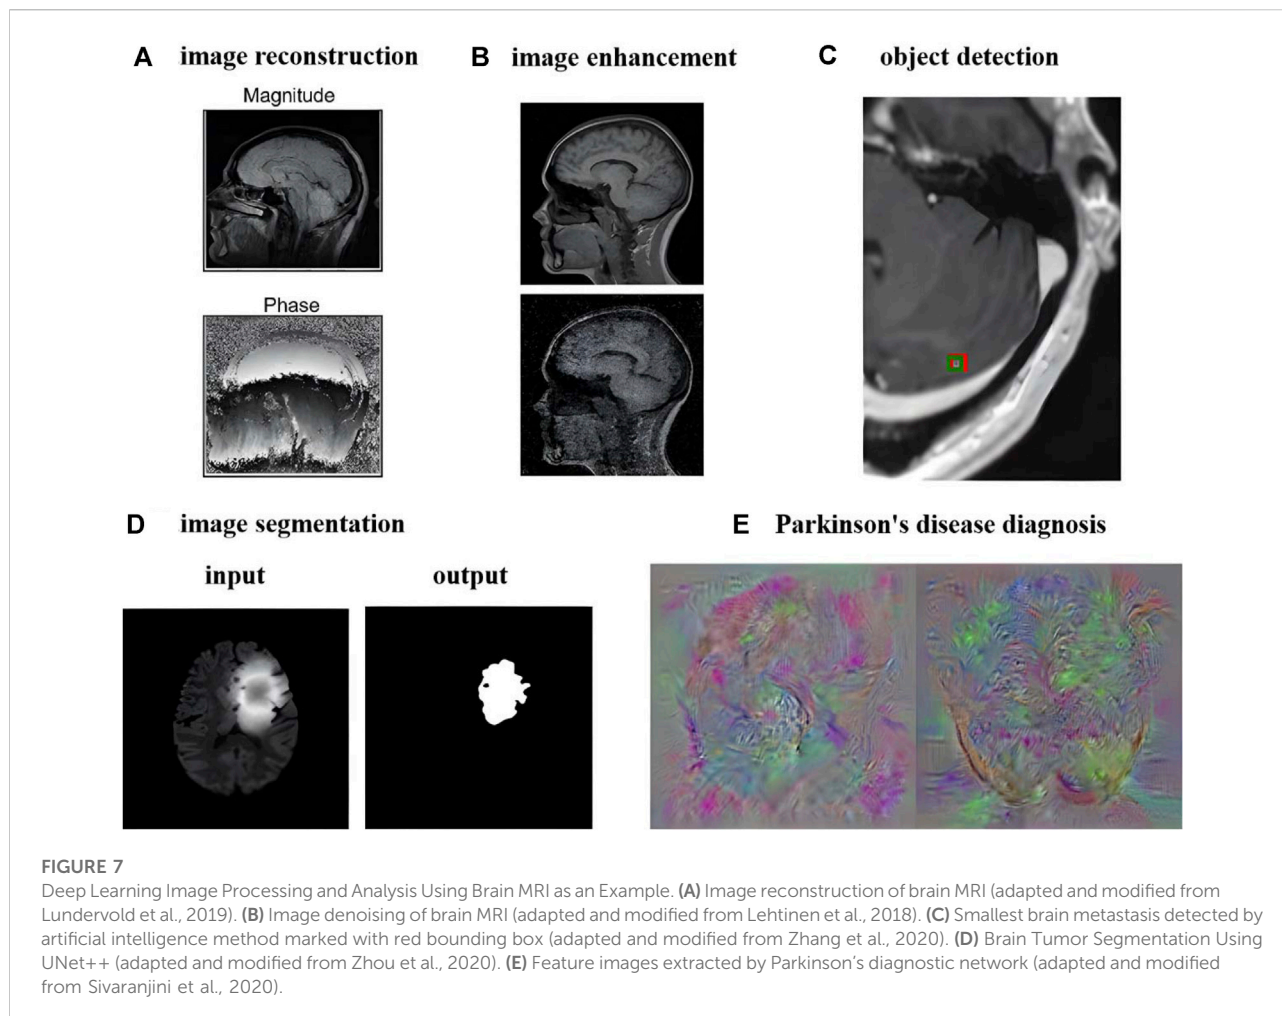 A image reconstruction
Magnitude
Phase
B image enhancement
C object detection
D image segmentation
input output
E Parkinson's disease diagnosis
FIGURE 7
Deep Learning Image Processing and Analysis Using Brain MRI as an Example. (A) Image reconstruction of brain MRI (adapted and modified from
Lundervold et al., 2019). (B) Image denoising of brain MRI (adapted and modified from Lehtinen et al., 2018). (C) Smallest brain metastasis detected by
artificial intelligence method marked with red bounding box (adapted and modified from Zhang et al., 2020). (D) Brain Tumor Segmentation Using
UNet++ (adapted and modified from Zhou et al., 2020). (E) Feature images extracted by Parkinson's diagnostic network (adapted and modified
from Sivaranjini et al., 2020).